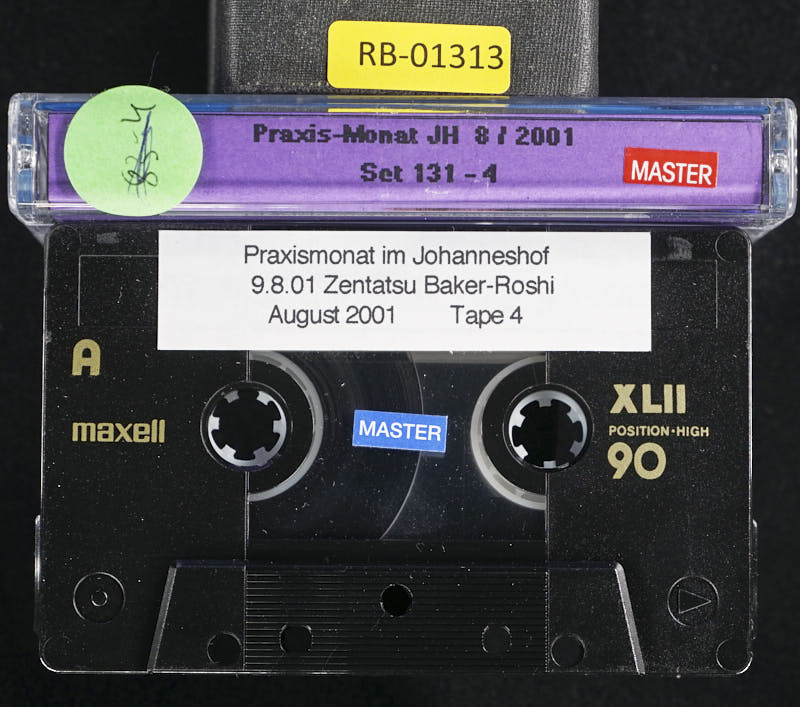 RB-01313
Praxis-Monat JH 8 / 2001
Set 131 - 4
MASTER
Praxismonat im Johanneshof
9.8.01 Zentatsu Baker-Roshi
August 2001 Tape 4
A
maxell
MASTER
XLII
POSITION·HIGH
90